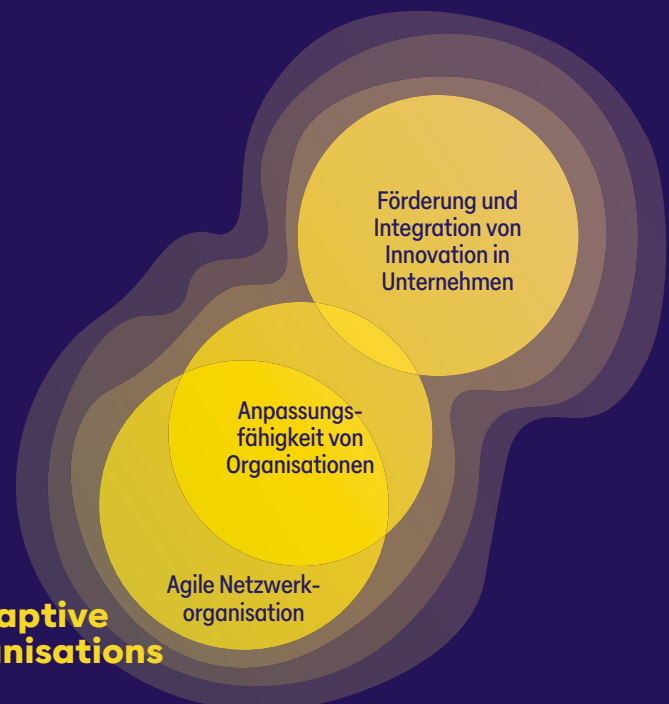 Förderung und
Integration von
Innovation in
Unternehmen
Anpassungs-
fähigkeit von
Organisationen
Agile Netzwerk-
organisation
aptive
nisations